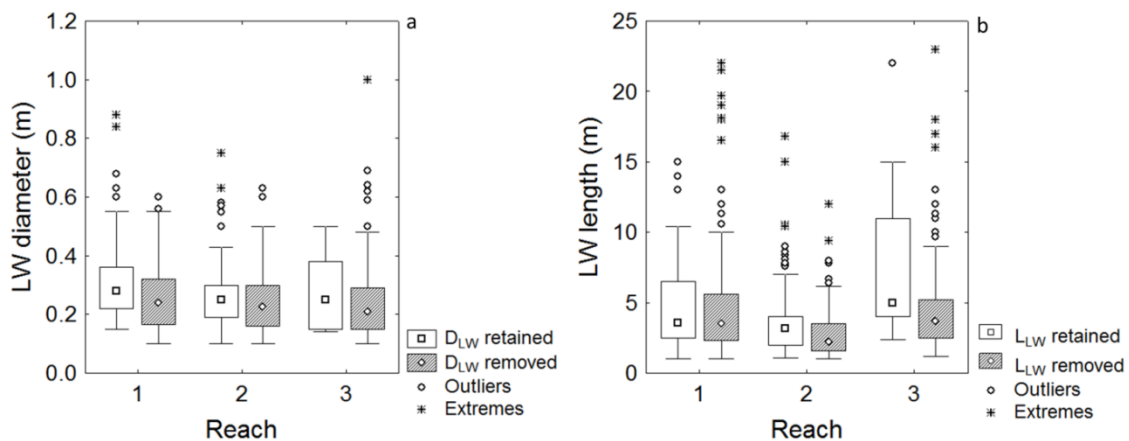 a
LW diameter (m)
1.2
1.0
0.8
0.6
0.4
0.2
0.0
1 2 3
Reach
D_LW retained
D_LW removed
Outliers
Extremes
b
LW length (m)
25
20
15
10
5
0
1 2 3
Reach
L_LW retained
L_LW removed
Outliers
Extremes